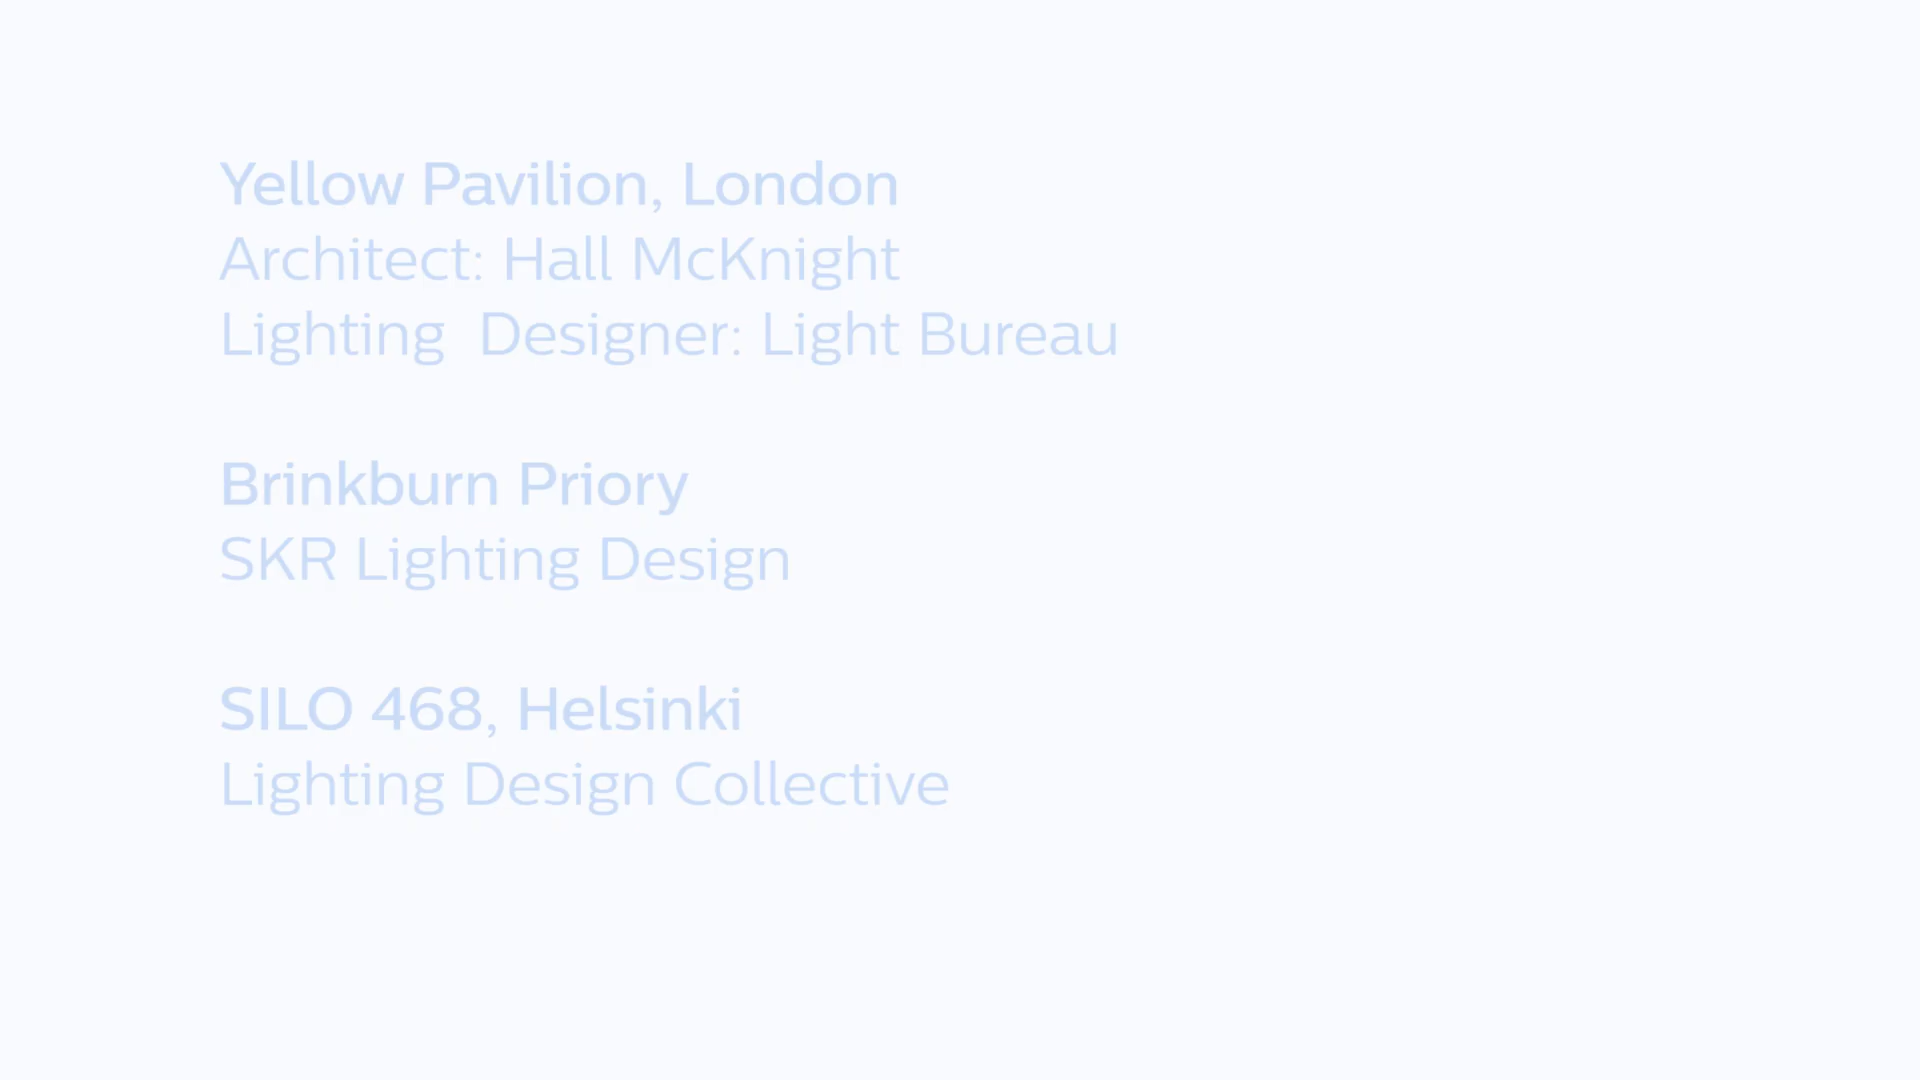 Yellow Pavilion, London
Architect: Hall McKnight
Lighting  Designer: Light Bureau
Brinkburn Priory
SKR Lighting Design
SILO 468, Helsinki
Lighting Design Collective